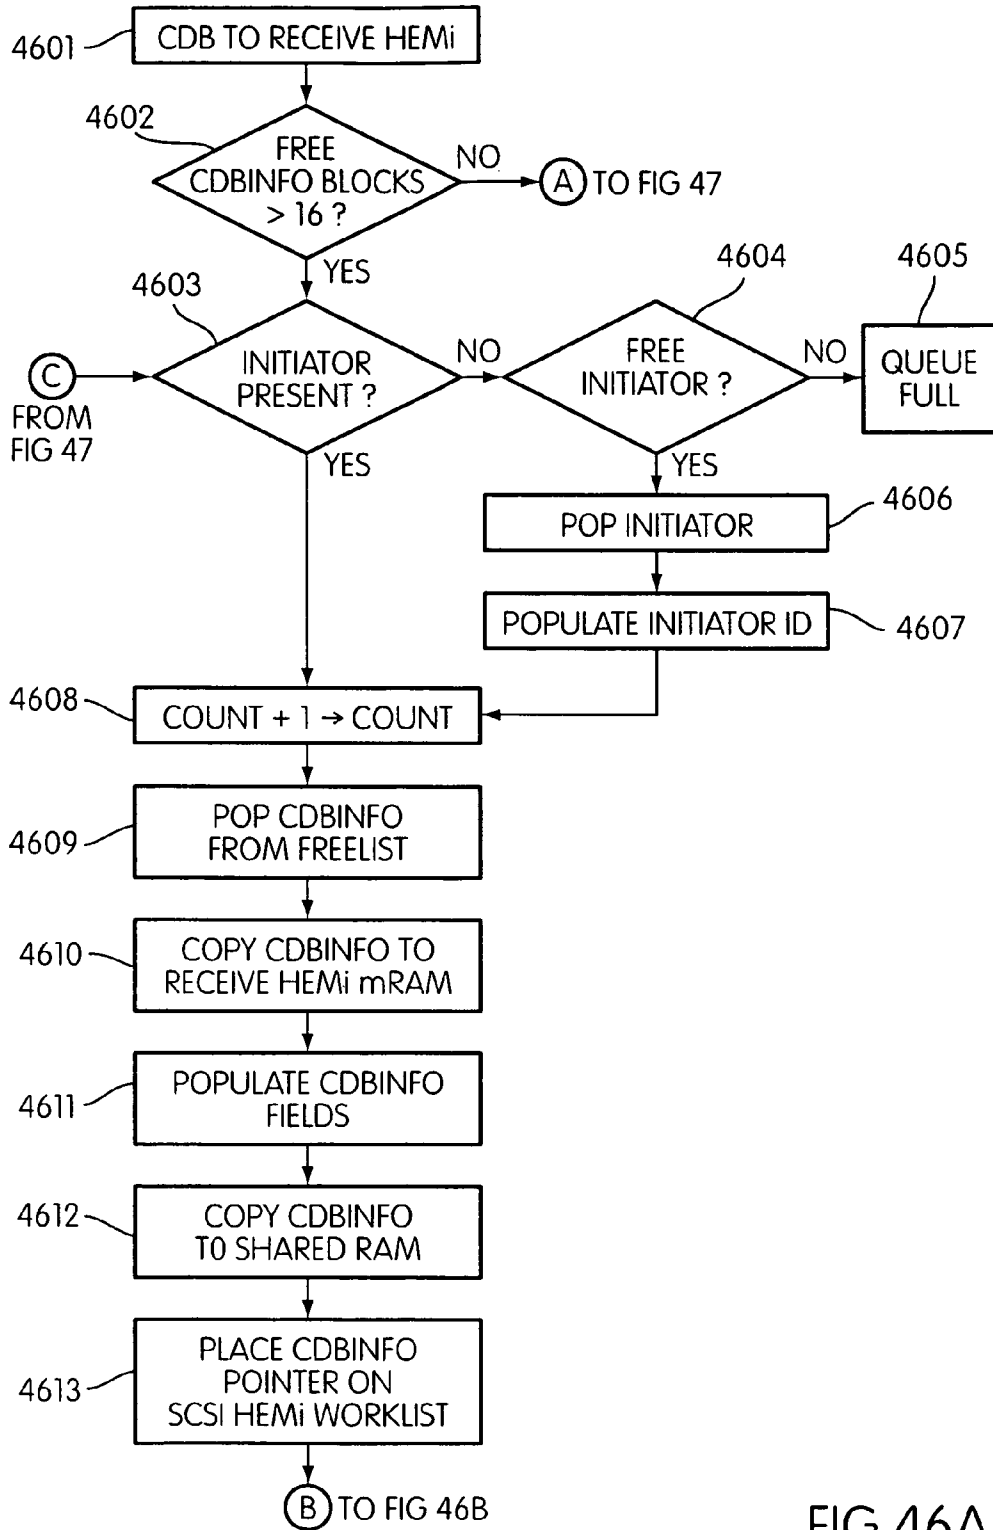 4601
CDB TO RECEIVE HEMi
4602
FREE
CDBINFO BLOCKS
> 16 ?
NO
A TO FIG 47
YES
4603
4604
4605
C
FROM
FIG 47
INITIATOR
PRESENT ?
NO
FREE
INITIATOR ?
NO
QUEUE
FULL
YES
YES
POP INITIATOR
4606
POPULATE INITIATOR ID
4607
4608
COUNT + 1 → COUNT
4609
POP CDBINFO
FROM FREELIST
4610
COPY CDBINFO TO
RECEIVE HEMi mRAM
4611
POPULATE CDBINFO
FIELDS
4612
COPY CDBINFO
TO SHARED RAM
4613
PLACE CDBINFO
POINTER ON
SCSI HEMi WORKLIST
B TO FIG 46B
FIG 46A